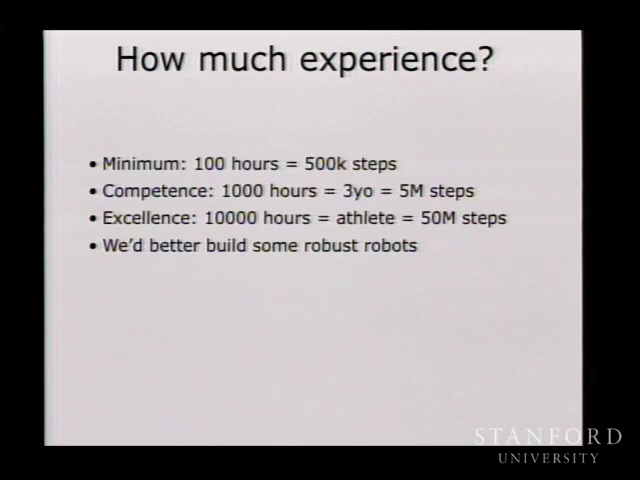 How much experience?
• Minimum: 100 hours = 500k steps
• Competence: 1000 hours = 3yo = 5M steps
• Excellence: 10000 hours = athlete = 50M steps
• We'd better build some robust robots
STANFORD
UNIVERSITY